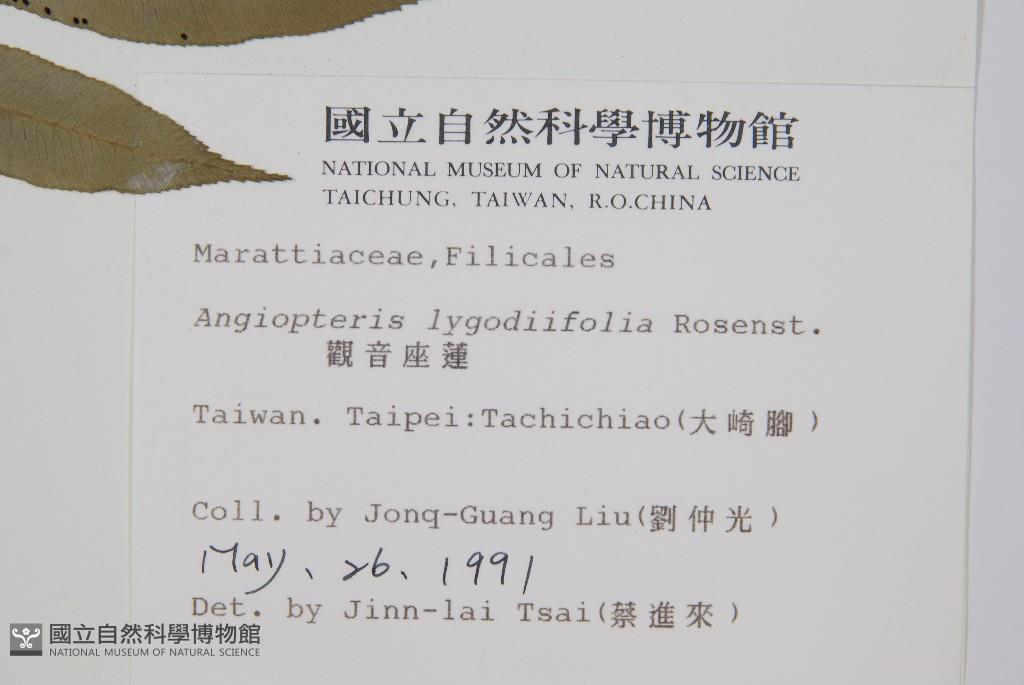 國立自然科學博物館
NATIONAL MUSEUM OF NATURAL SCIENCE
TAICHUNG, TAIWAN, R.O.CHINA
Marattiaceae,Filicales
Angiopteris lygodiifolia Rosenst.
觀音座蓮
Taiwan. Taipei:Tachichiao(大崎腳)
Coll. by Jonq-Guang Liu(劉仲光)
May、26、1991
Det. by Jinn-lai Tsai(蔡進來)
國立自然科學博物館
NATIONAL MUSEUM OF NATURAL SCIENCE